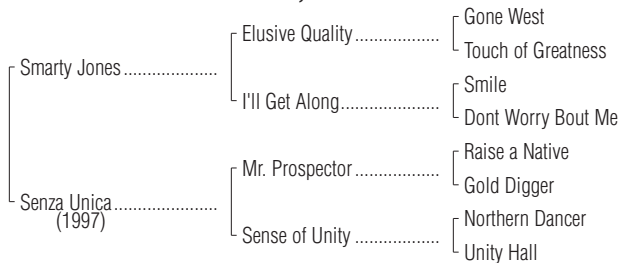 Gone West
Elusive Quality..................
Touch of Greatness
Smarty Jones....................
Smile
I'll Get Along.....................
Dont Worry Bout Me
Raise a Native
Mr. Prospector..................
Gold Digger
Senza Unica......................
(1997)
Northern Dancer
Sense of Unity..................
Unity Hall